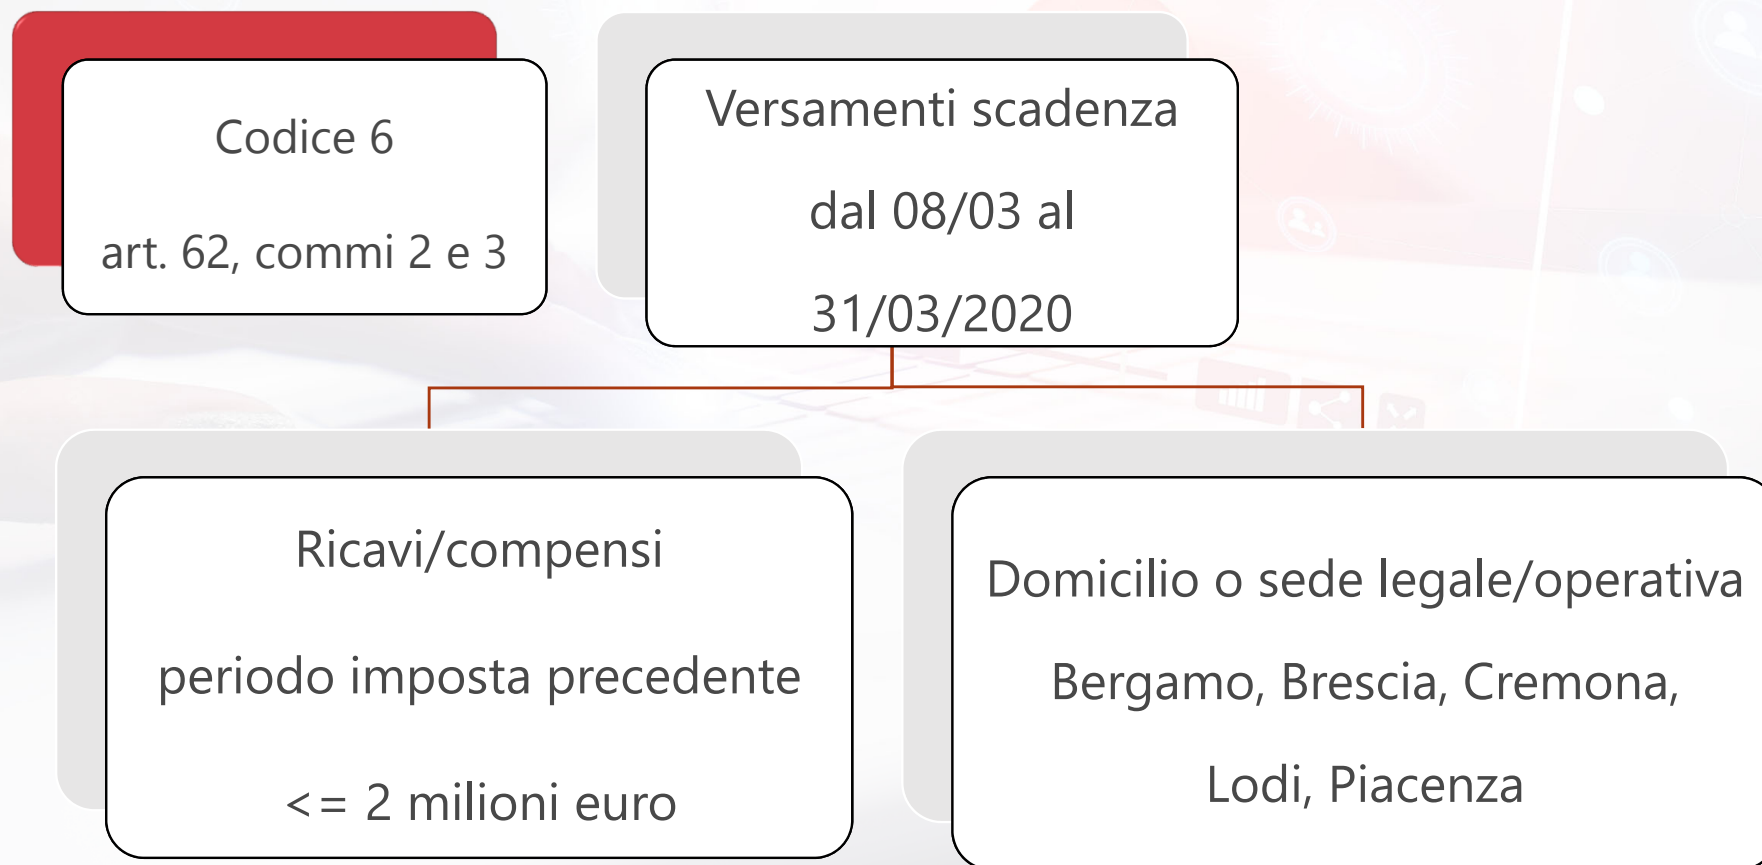 Codice 6
art. 62, commi 2 e 3
Versamenti scadenza
dal 08/03 al
31/03/2020
Ricavi/compensi
periodo imposta precedente
<= 2 milioni euro
Domicilio o sede legale/operativa
Bergamo, Brescia, Cremona,
Lodi, Piacenza